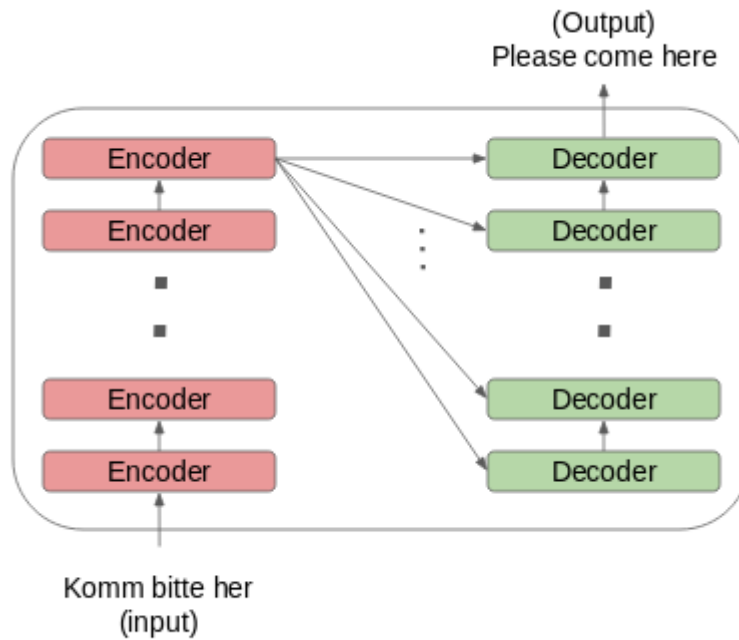 (Output)
Please come here
Encoder
Decoder
Encoder
Decoder
Encoder
Decoder
Encoder
Decoder
Komm bitte her
(input)